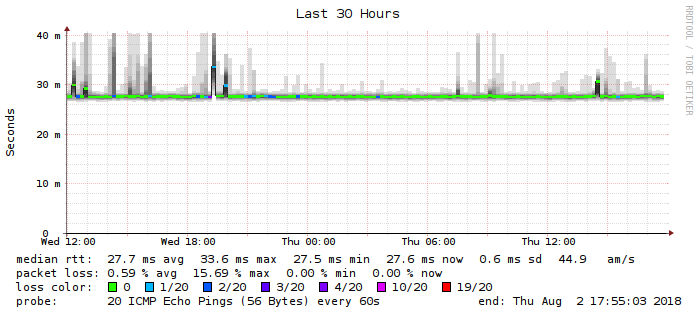 Last 30 Hours
RRDTOOL / TOBI OETIKER
Seconds
40 m
30 m
20 m
10 m
0
Wed 12:00 Wed 18:00 Thu 00:00 Thu 06:00 Thu 12:00
median rtt: 27.7 ms avg 33.6 ms max 27.5 ms min 27.6 ms now 0.6 ms sd 44.9 am/s
packet loss: 0.59 % avg 15.69 % max 0.00 % min 0.00 % now
loss color: 0 1/20 2/20 3/20 4/20 10/20 19/20
probe: 20 ICMP Echo Pings (56 Bytes) every 60s end: Thu Aug 2 17:55:03 2018